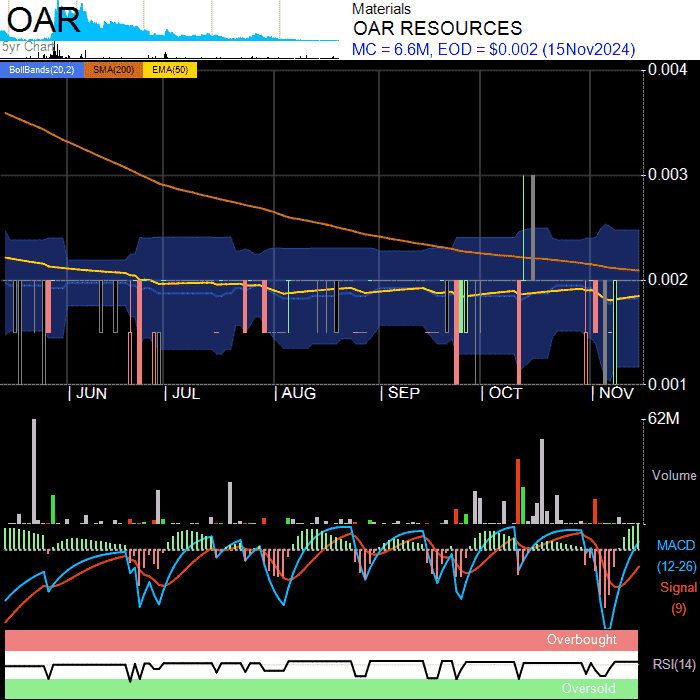 OAR
5yr Chart
Materials
OAR RESOURCES
MC = 6.6M, EOD = $0.002 (15Nov2024)
BollBands(20,2) SMA(200) EMA(50)
0.004
0.003
0.002
0.001
JUN JUL AUG SEP OCT NOV
62M
Volume
MACD
(12-26)
Signal
(9)
Overbought
RSI(14)
Oversold